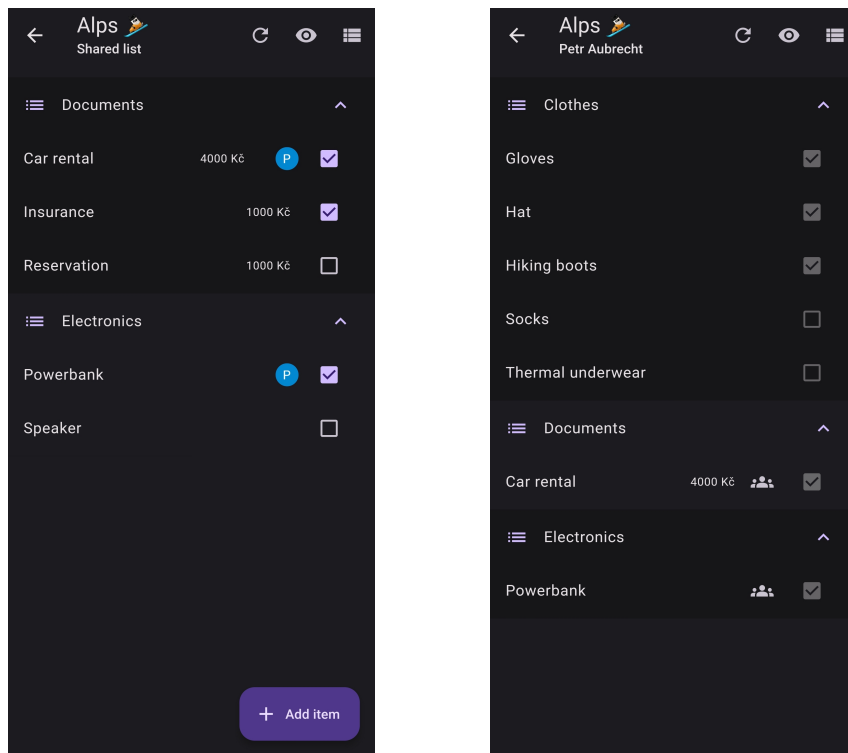 Alps
Shared list
Documents
Car rental 4000 Kč P
Insurance 1000 Kč
Reservation 1000 Kč
Electronics
Powerbank P
Speaker
+ Add item
Alps
Petr Aubrecht
Clothes
Gloves
Hat
Hiking boots
Socks
Thermal underwear
Documents
Car rental 4000 Kč
Electronics
Powerbank